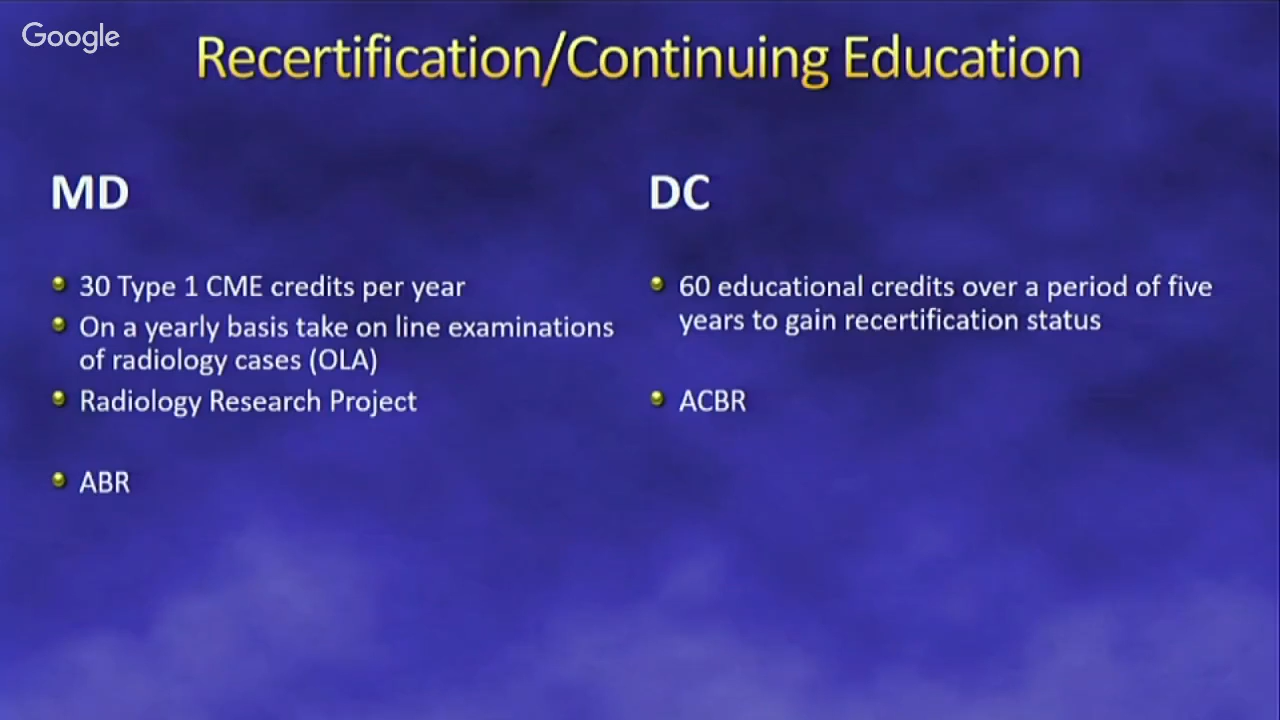 Google
Recertification/Continuing Education
MD
30 Type 1 CME credits per year
On a yearly basis take on line examinations
of radiology cases (OLA)
Radiology Research Project
ABR
DC
60 educational credits over a period of five
years to gain recertification status
ACBR